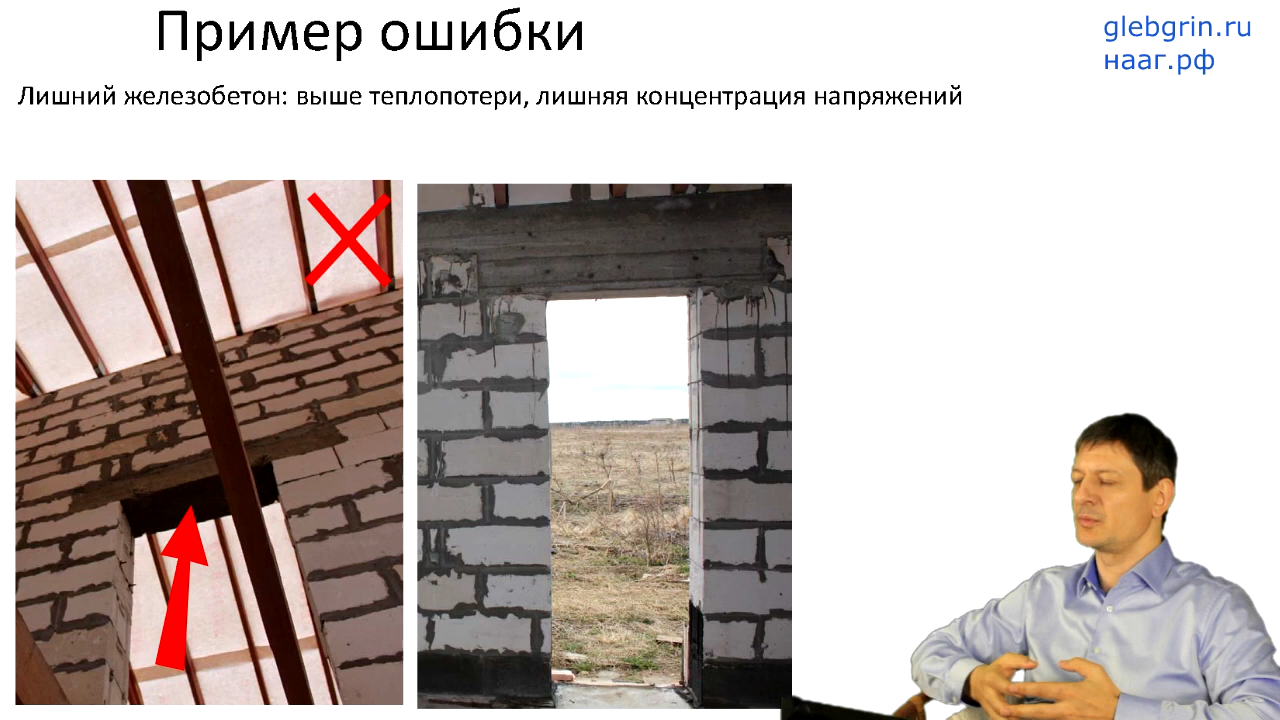 Пример ошибки
glebgrin.ru
нааг.рф
Лишний железобетон: выше теплопотери, лишняя концентрация напряжений